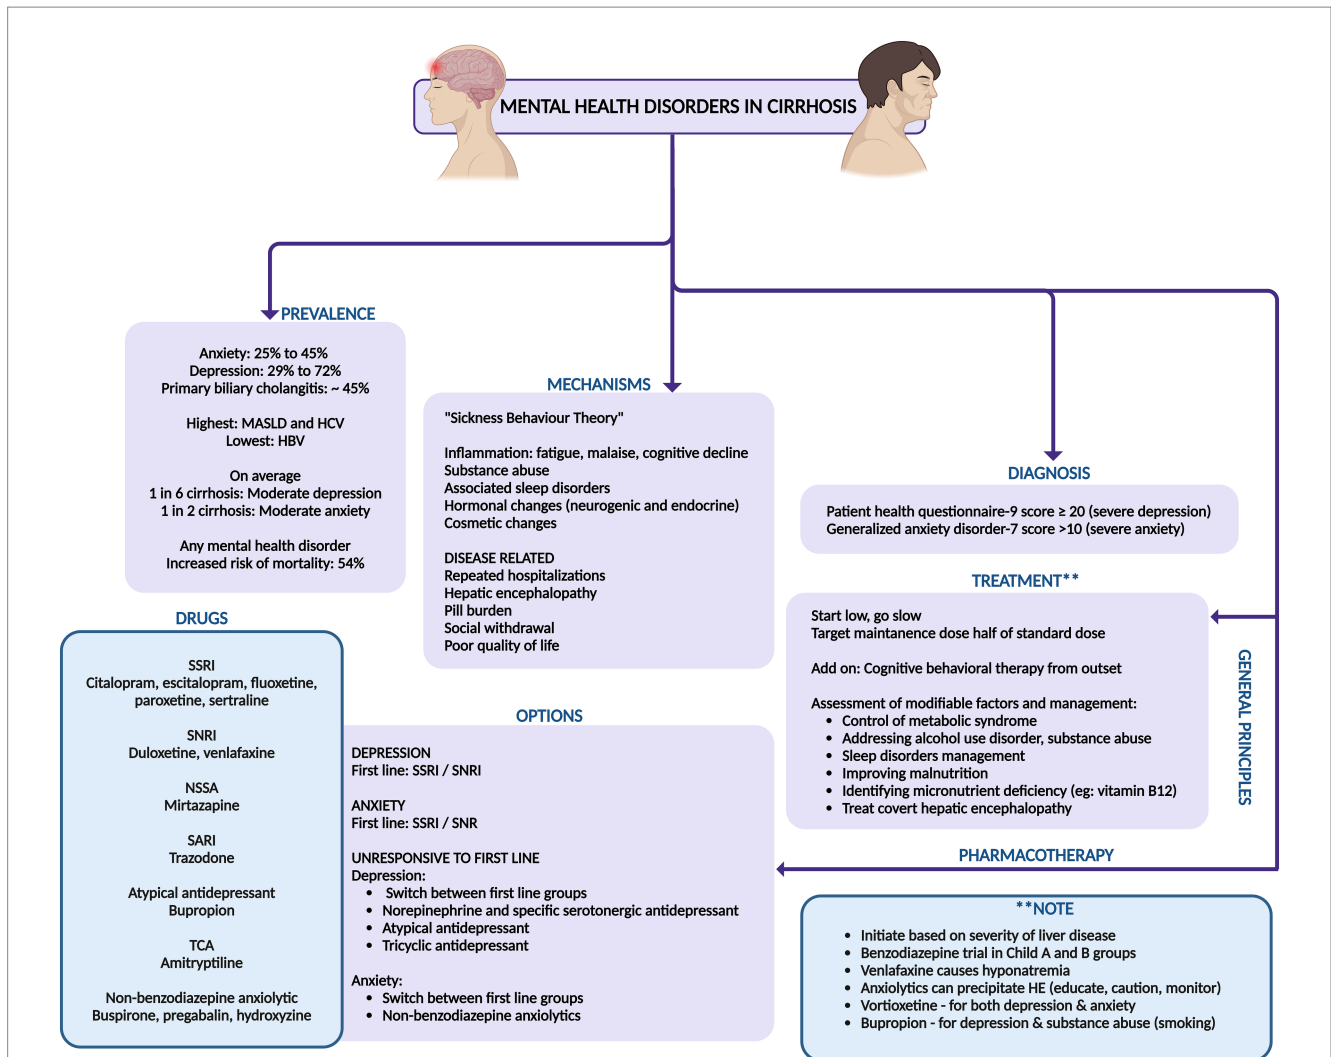 MENTAL HEALTH DISORDERS IN CIRRHOSIS
PREVALENCE
Anxiety: 25% to 45%
Depression: 29% to 72%
Primary biliary cholangitis: ~ 45%
Highest: MASLD and HCV
Lowest: HBV
On average
1 in 6 cirrhosis: Moderate depression
1 in 2 cirrhosis: Moderate anxiety
Any mental health disorder
Increased risk of mortality: 54%
MECHANISMS
"Sickness Behaviour Theory"
Inflammation: fatigue, malaise, cognitive decline
Substance abuse
Associated sleep disorders
Hormonal changes (neurogenic and endocrine)
Cosmetic changes
DISEASE RELATED
Repeated hospitalizations
Hepatic encephalopathy
Pill burden
Social withdrawal
Poor quality of life
DIAGNOSIS
Patient health questionnaire-9 score ≥ 20 (severe depression)
Generalized anxiety disorder-7 score >10 (severe anxiety)
TREATMENT**
Start low, go slow
Target maintanence dose half of standard dose
Add on: Cognitive behavioral therapy from outset
Assessment of modifiable factors and management:
• Control of metabolic syndrome
• Addressing alcohol use disorder, substance abuse
• Sleep disorders management
• Improving malnutrition
• Identifying micronutrient deficiency (eg: vitamin B12)
• Treat covert hepatic encephalopathy
GENERAL PRINCIPLES
PHARMACOTHERAPY
DRUGS
SSRI
Citalopram, escitalopram, fluoxetine,
paroxetine, sertraline
SNRI
Duloxetine, venlafaxine
NSSA
Mirtazapine
SARI
Trazodone
Atypical antidepressant
Bupropion
TCA
Amitryptiline
Non-benzodiazepine anxiolytic
Buspirone, pregabalin, hydroxyzine
OPTIONS
DEPRESSION
First line: SSRI / SNRI
ANXIETY
First line: SSRI / SNR
UNRESPONSIVE TO FIRST LINE
Depression:
• Switch between first line groups
• Norepinephrine and specific serotonergic antidepressant
• Atypical antidepressant
• Tricyclic antidepressant
Anxiety:
• Switch between first line groups
• Non-benzodiazepine anxiolytics
**NOTE
• Initiate based on severity of liver disease
• Benzodiazepine trial in Child A and B groups
• Venlafaxine causes hyponatremia
• Anxiolytics can precipitate HE (educate, caution, monitor)
• Vortioxetine - for both depression & anxiety
• Bupropion - for depression & substance abuse (smoking)